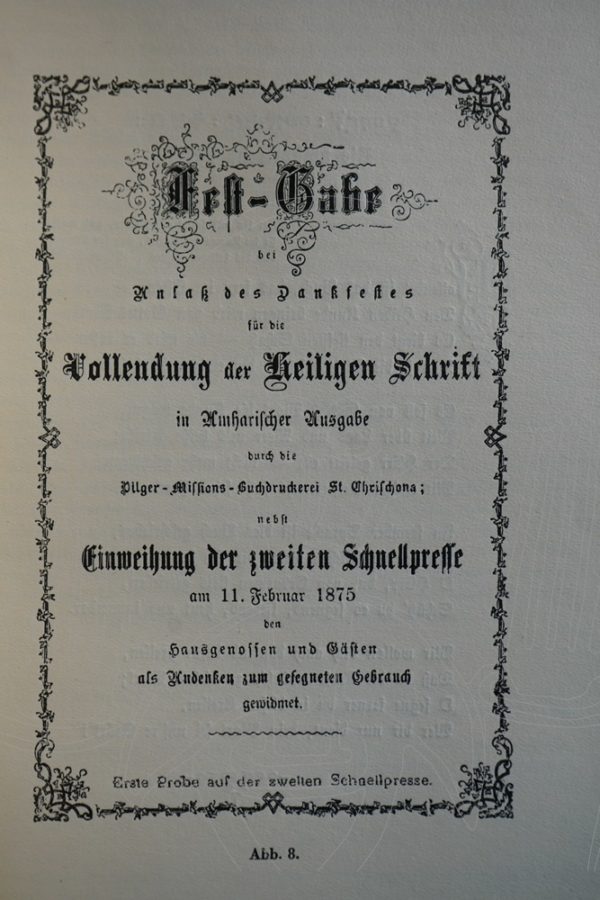 Fest-Gabe
bei
Anlaß des Dankfestes
für die
Vollendung der Heiligen Schrift
in Amharischer Ausgabe
durch die
Pilger-Missions-Buchdruckerei St. Chrischona;
nebst
Einweihung der zweiten Schnellpresse
am 11. Februar 1875
den
Hausgenossen und Gästen
als Andenken zum gesegneten Gebrauch
gewidmet.
Erste Probe auf der zweiten Schnellpresse.
Abb. 8.